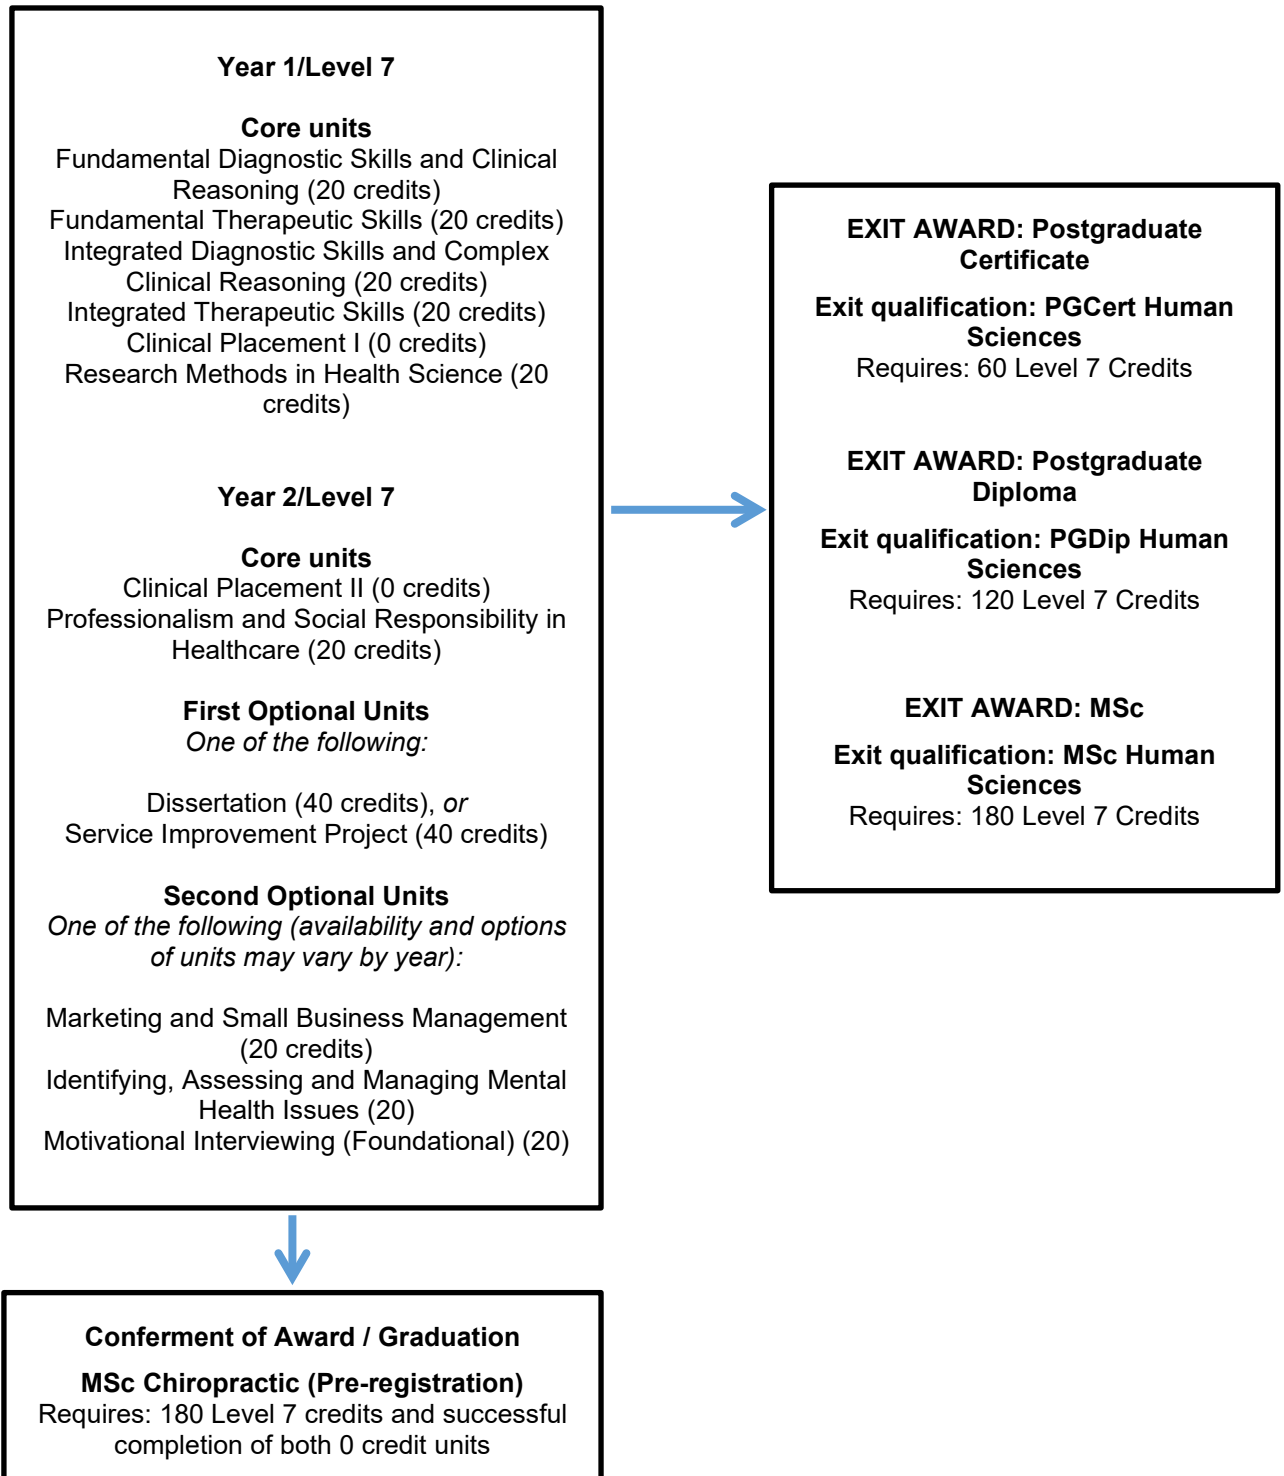 Year 1/Level 7
Core units
Fundamental Diagnostic Skills and Clinical
Reasoning (20 credits)
Fundamental Therapeutic Skills (20 credits)
Integrated Diagnostic Skills and Complex
Clinical Reasoning (20 credits)
Integrated Therapeutic Skills (20 credits)
Clinical Placement I (0 credits)
Research Methods in Health Science (20
credits)
Year 2/Level 7
Core units
Clinical Placement II (0 credits)
Professionalism and Social Responsibility in
Healthcare (20 credits)
First Optional Units
One of the following:
Dissertation (40 credits), or
Service Improvement Project (40 credits)
Second Optional Units
One of the following (availability and options
of units may vary by year):
Marketing and Small Business Management
(20 credits)
Identifying, Assessing and Managing Mental
Health Issues (20)
Motivational Interviewing (Foundational) (20)
EXIT AWARD: Postgraduate
Certificate
Exit qualification: PGCert Human
Sciences
Requires: 60 Level 7 Credits
EXIT AWARD: Postgraduate
Diploma
Exit qualification: PGDip Human
Sciences
Requires: 120 Level 7 Credits
EXIT AWARD: MSc
Exit qualification: MSc Human
Sciences
Requires: 180 Level 7 Credits
Conferment of Award / Graduation
MSc Chiropractic (Pre-registration)
Requires: 180 Level 7 credits and successful
completion of both 0 credit units